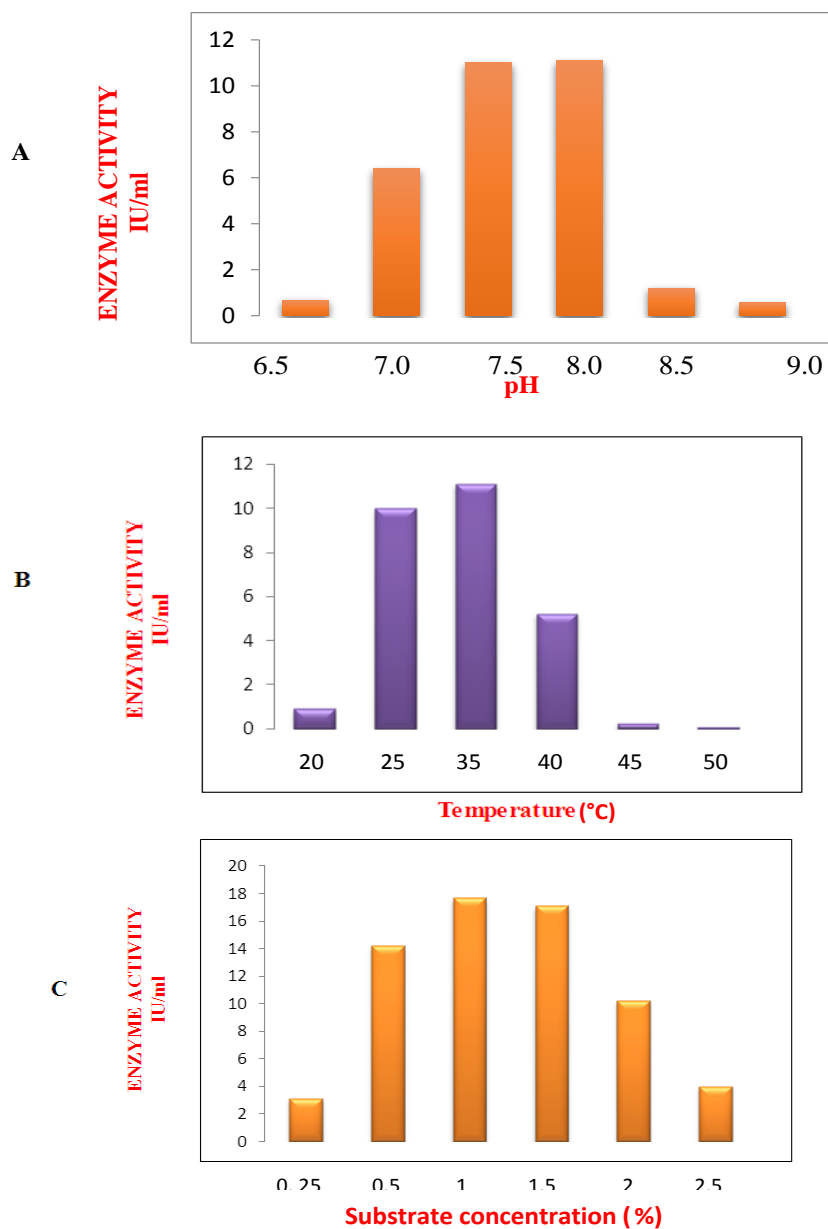 A
ENZYME ACTIVITY
IU/ml
12
10
8
6
4
2
0
6.5 7.0 7.5 8.0 8.5 9.0
pH
B
ENZYME ACTIVITY
IU/ml
12
10
8
6
4
2
0
20 25 35 40 45 50
Temperature (°C)
C
ENZYME ACTIVITY
IU/ml
20
18
16
14
12
10
8
6
4
2
0
0. 25 0.5 1 1.5 2 2.5
Substrate concentration ( %)